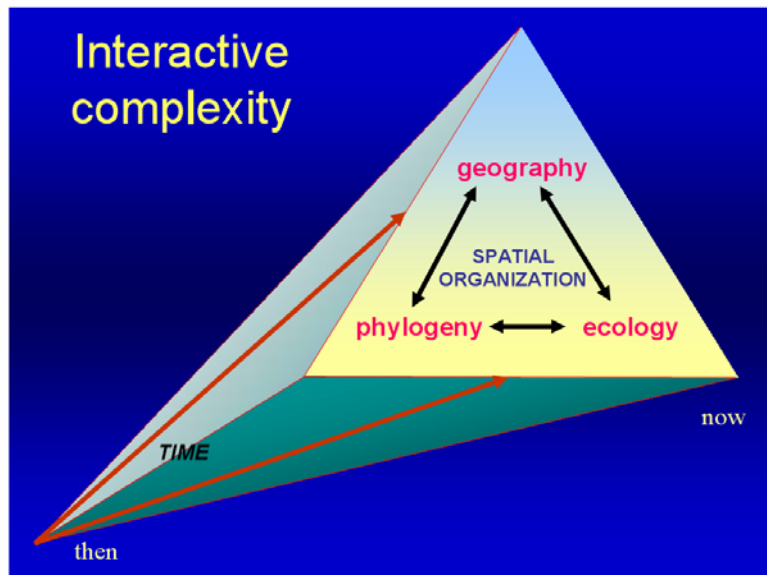 Interactive
complexity
geography
SPATIAL
ORGANIZATION
phylogeny
ecology
now
TIME
then